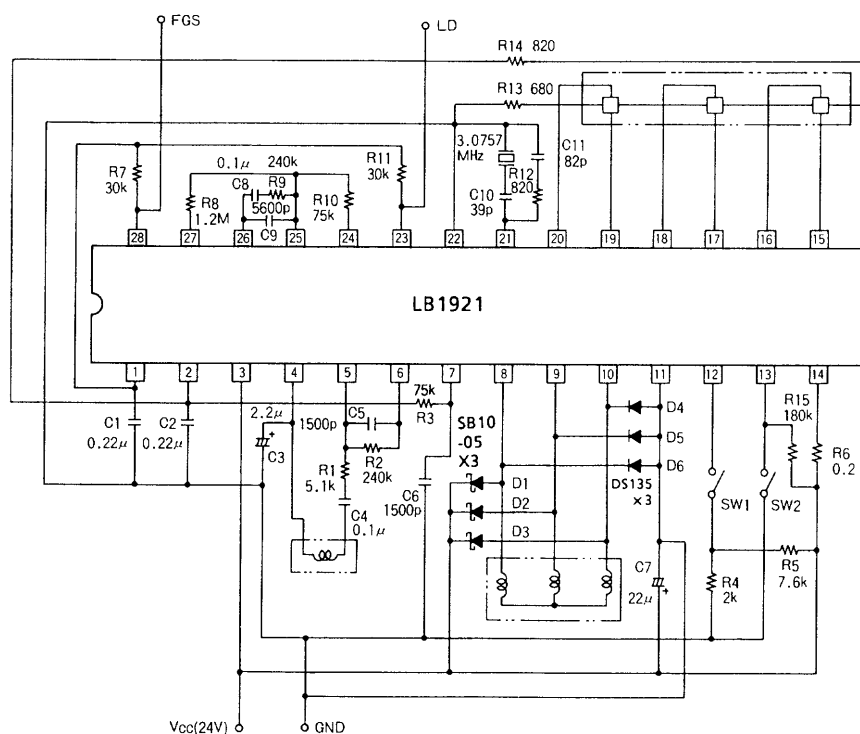 FGS
LD
R14 820
R13 680
3.0757
MHz
C11
82p
R12
820
C10
39p
R7
30k
0.1μ
240k
C8
R9
5600p
C9
R8
1.2M
R10
75k
R11
30k
28
27
26
25
24
23
22
21
20
19
18
17
16
15
LB1921
1
2
3
4
5
6
7
8
9
10
11
12
13
14
C1
0.22μ
C2
0.22μ
2.2μ
+
C3
1500p
C5
R2
240k
R1
5.1k
C4
0.1μ
75k
R3
C6
1500p
SB10
-05
X3
D1
D2
D3
D4
D5
D6
DS135
×3
C7
22μ
+
SW1
SW2
R15
180k
R6
0.2
R4
2k
R5
7.6k
Vcc(24V)
GND